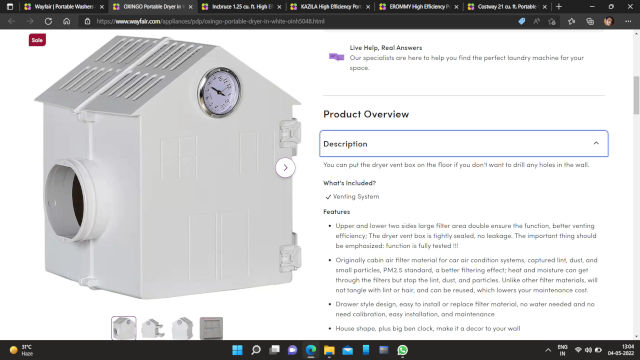 Wayfair | Portable Washers
OXINGO Portable Dryer in W
Indruce 1.25 cu. ft. High Ef
KAZILA High Efficiency Port
EROMMY High Efficiency P
Costway 21 cu. ft. Portable
https://www.wayfair.com/appliances/pdp/oxingo-portable-dryer-in-white-oinh5048.html
Sale
Live Help, Real Answers
Our specialists are here to help you find the perfect laundry machine for your
space.
Product Overview
Description
You can put the dryer vent box on the floor if you don't want to drill any holes in the wall.
What's Included?
Venting System
Features
Upper and lower two sides large filter area double ensure the function, better venting
efficiency; The dryer vent box is tightly sealed, no leakage. The important thing should
be emphasized: function is fully tested !!!
Originally cabin air filter material for car air condition systems, captured lint, dust, and
small particles, PM2.5 standard, a better filtering effect; heat and moisture can get
through the filters but stop the lint, dust, and particles. Unlike other filter materials, will
not tangle with lint or hair, and can be reused, which lowers your maintenance cost.
Drawer style design, easy to install or replace filter material, no water needed and no
need calibration, easy installation, and maintenance
House shape, plus big ben clock, make it a decor to your wall
31°C
Haze
ENG
IN
13:04
04-05-2022